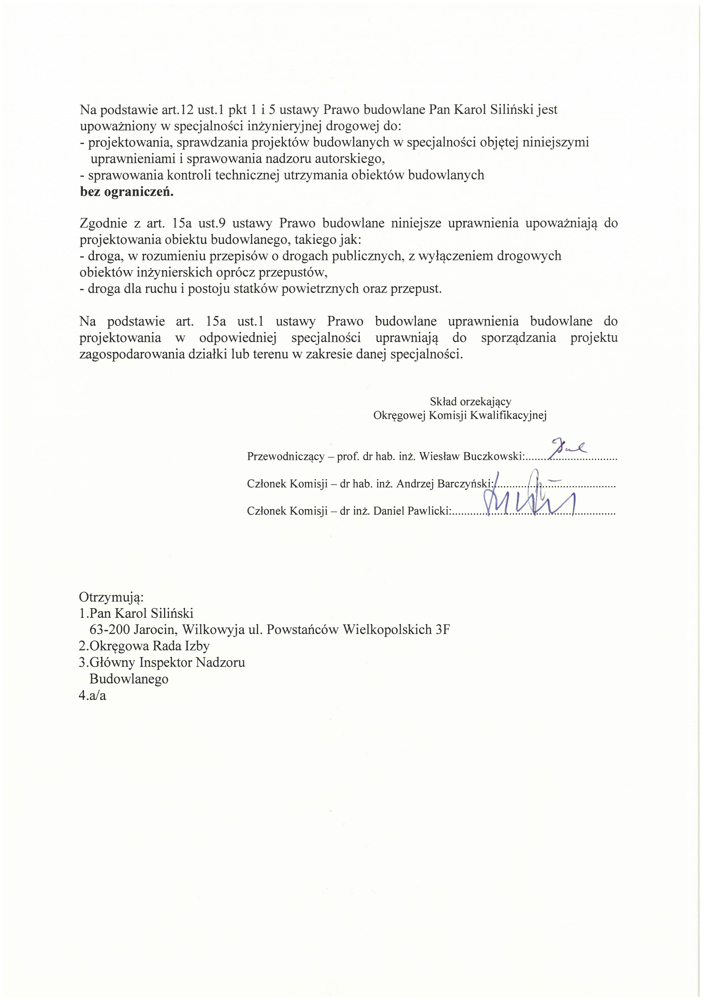 Na podstawie art.12 ust.1 pkt 1 i 5 ustawy Prawo budowlane Pan Karol Siliński jest
upoważniony w specjalności inżynieryjnej drogowej do:
- projektowania, sprawdzania projektów budowlanych w specjalności objętej niniejszymi
uprawnieniami i sprawowania nadzoru autorskiego,
- sprawowania kontroli technicznej utrzymania obiektów budowlanych
bez ograniczeń.
Zgodnie z art. 15a ust.9 ustawy Prawo budowlane niniejsze uprawnienia upoważniają do
projektowania obiektu budowlanego, takiego jak:
- droga, w rozumieniu przepisów o drogach publicznych, z wyłączeniem drogowych
obiektów inżynierskich oprócz przepustów,
- droga dla ruchu i postoju statków powietrznych oraz przepust.
Na podstawie art. 15a ust.1 ustawy Prawo budowlane uprawnienia budowlane do
projektowania w odpowiedniej specjalności uprawniają do sporządzania projektu
zagospodarowania działki lub terenu w zakresie danej specjalności.
Skład orzekający
Okręgowej Komisji Kwalifikacyjnej
Przewodniczący – prof. dr hab. inż. Wiesław Buczkowski:..................................
Członek Komisji – dr hab. inż. Andrzej Barczyński:.............................................
Członek Komisji – dr inż. Daniel Pawlicki:............................................................
Otrzymują:
1.Pan Karol Siliński
63-200 Jarocin, Wilkowyja ul. Powstańców Wielkopolskich 3F
2.Okręgowa Rada Izby
3.Główny Inspektor Nadzoru
Budowlanego
4.a/a